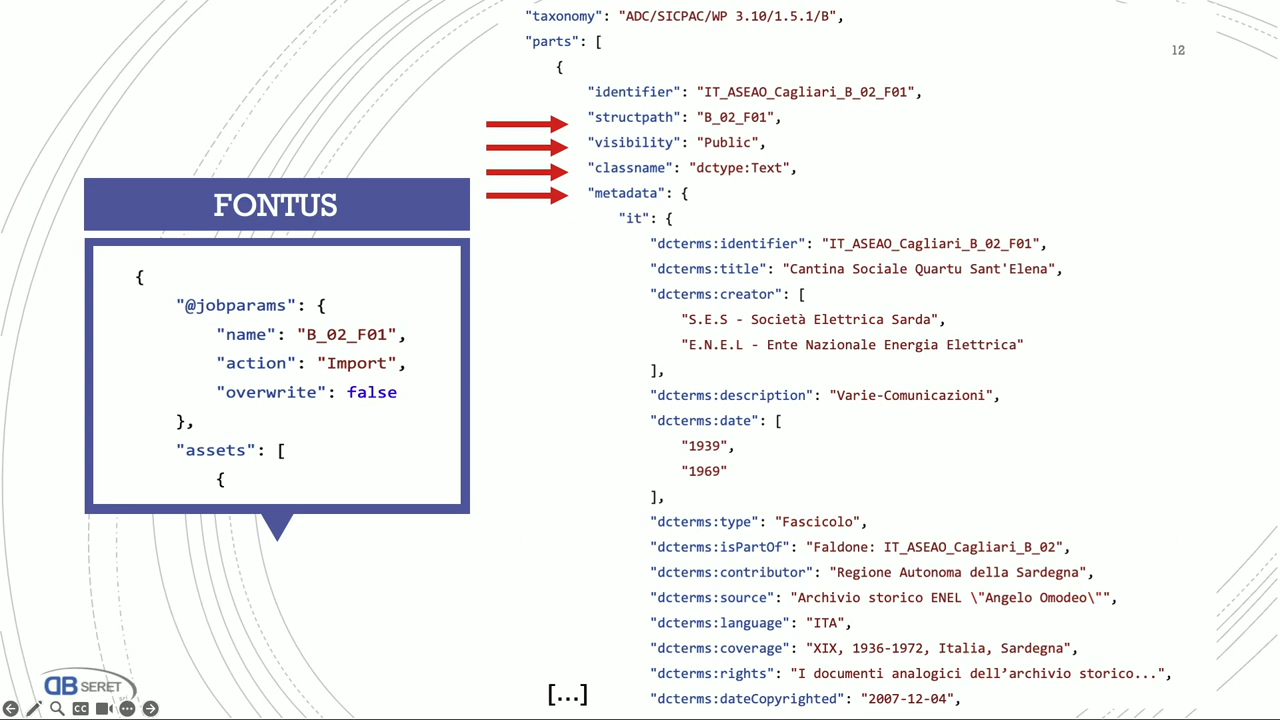 "taxonomy": "ADC/SICPAC/WP 3.10/1.5.1/B",
"parts": [
{
12
"identifier": "IT_ASEAO_Cagliari_B_02_F01",
"structpath": "B_02_F01",
"visibility": "Public",
"classname": "dctype:Text",
"metadata": {
"it": {
"dcterms:identifier": "IT_ASEAO_Cagliari_B_02_F01",
"dcterms:title": "Cantina Sociale Quartu Sant'Elena",
"dcterms:creator": [
"S.E.S - Società Elettrica Sarda",
"E.N.E.L - Ente Nazionale Energia Elettrica"
],
"dcterms:description": "Varie-Comunicazioni",
"dcterms:date": [
"1939",
"1969"
],
"dcterms:type": "Fascicolo",
"dcterms:isPartOf": "Faldone: IT_ASEAO_Cagliari_B_02",
"dcterms:contributor": "Regione Autonoma della Sardegna",
"dcterms:source": "Archivio storico ENEL \"Angelo Omodeo\"",
"dcterms:language": "ITA",
"dcterms:coverage": "XIX, 1936-1972, Italia, Sardegna",
"dcterms:rights": "I documenti analogici dell’archivio storico...",
"dcterms:dateCopyrighted": "2007-12-04",
[...]
FONTUS
{
"@jobparams": {
"name": "B_02_F01",
"action": "Import",
"overwrite": false
},
"assets": [
{
DB SERET
CC